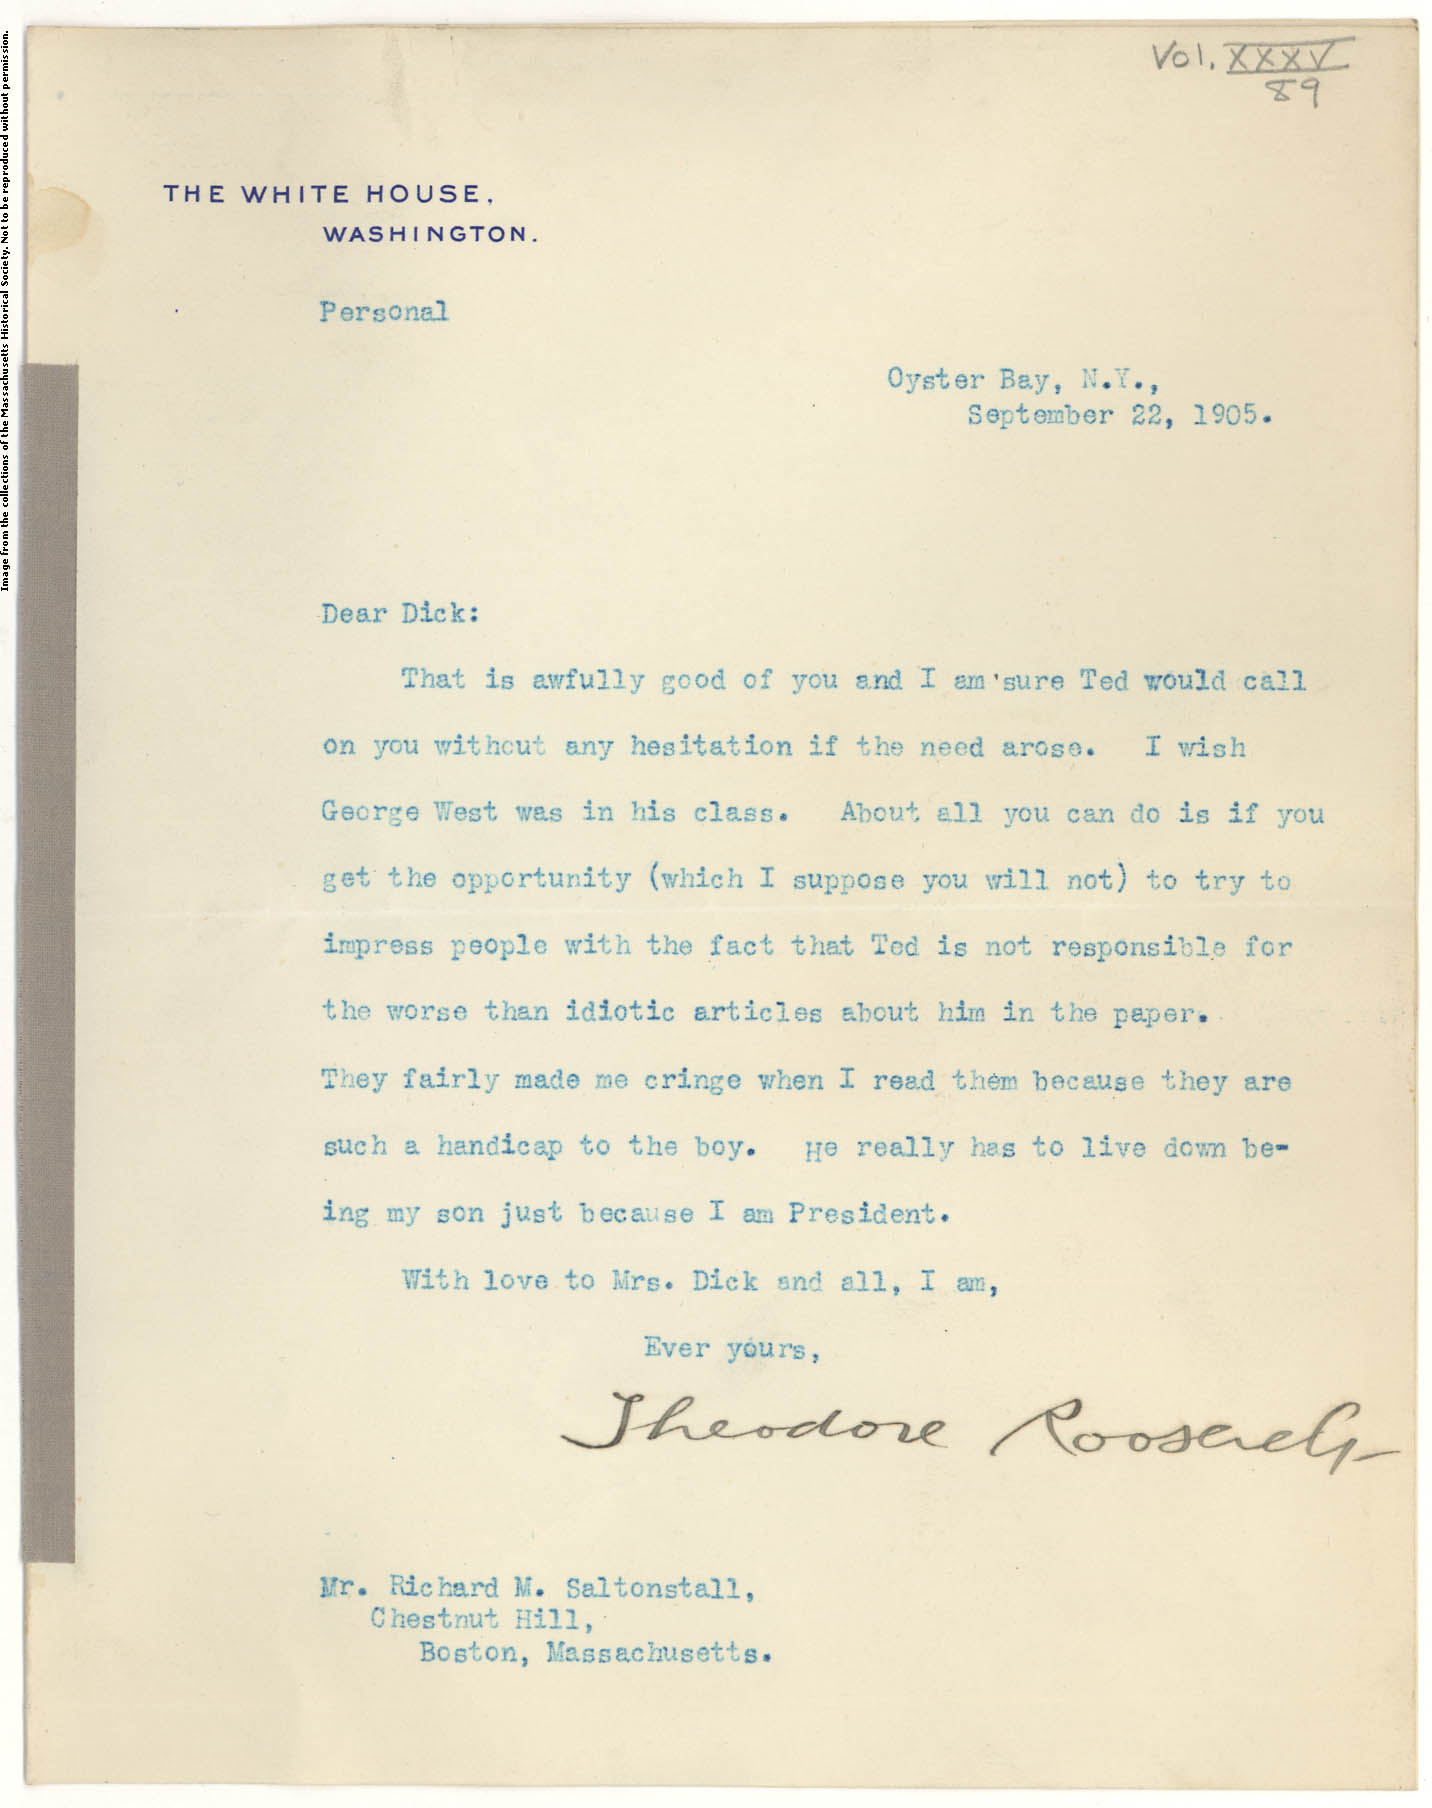 Vol. XXXV
89
THE WHITE HOUSE,
WASHINGTON.
Personal
Oyster Bay, N.Y.,
September 22, 1905.
Dear Dick:
That is awfully good of you and I am sure Ted would call
on you without any hesitation if the need arose. I wish
George West was in his class. About all you can do is if you
get the opportunity (which I suppose you will not) to try to
impress people with the fact that Ted is not responsible for
the worse than idiotic articles about him in the paper.
They fairly made me cringe when I read them because they are
such a handicap to the boy. He really has to live down be-
ing my son just because I am President.
With love to Mrs. Dick and all, I am,
Ever yours,
Theodore Roosevelt
Mr. Richard M. Saltonstall,
Chestnut Hill,
Boston, Massachusetts.
Image from the collections of the Massachusetts Historical Society. Not to be reproduced without permission.